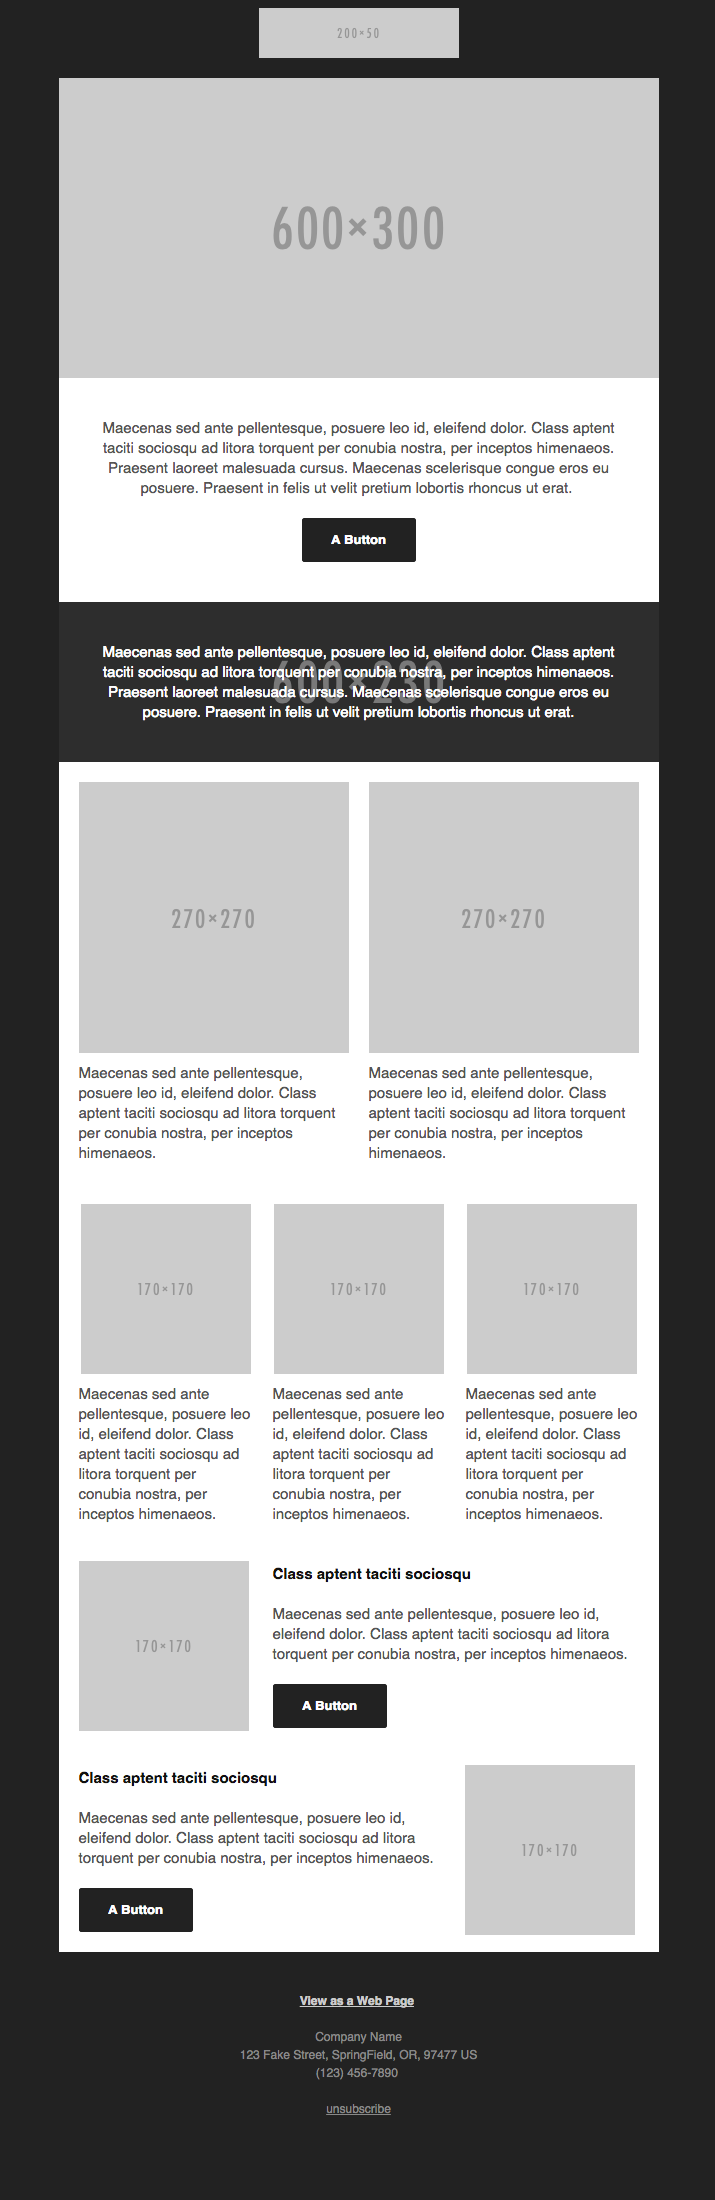 200×50
600×300
Maecenas sed ante pellentesque, posuere leo id, eleifend dolor. Class aptent
taciti sociosqu ad litora torquent per conubia nostra, per inceptos himenaeos.
Praesent laoreet malesuada cursus. Maecenas scelerisque congue eros eu
posuere. Praesent in felis ut velit pretium lobortis rhoncus ut erat.
A Button
600×230
Maecenas sed ante pellentesque, posuere leo id, eleifend dolor. Class aptent
taciti sociosqu ad litora torquent per conubia nostra, per inceptos himenaeos.
Praesent laoreet malesuada cursus. Maecenas scelerisque congue eros eu
posuere. Praesent in felis ut velit pretium lobortis rhoncus ut erat.
270×270
Maecenas sed ante pellentesque,
posuere leo id, eleifend dolor. Class
aptent taciti sociosqu ad litora torquent
per conubia nostra, per inceptos
himenaeos.
270×270
Maecenas sed ante pellentesque,
posuere leo id, eleifend dolor. Class
aptent taciti sociosqu ad litora torquent
per conubia nostra, per inceptos
himenaeos.
170×170
Maecenas sed ante
pellentesque, posuere leo
id, eleifend dolor. Class
aptent taciti sociosqu ad
litora torquent per
conubia nostra, per
inceptos himenaeos.
170×170
Maecenas sed ante
pellentesque, posuere leo
id, eleifend dolor. Class
aptent taciti sociosqu ad
litora torquent per
conubia nostra, per
inceptos himenaeos.
170×170
Maecenas sed ante
pellentesque, posuere leo
id, eleifend dolor. Class
aptent taciti sociosqu ad
litora torquent per
conubia nostra, per
inceptos himenaeos.
170×170
Class aptent taciti sociosqu
Maecenas sed ante pellentesque, posuere leo id,
eleifend dolor. Class aptent taciti sociosqu ad litora
torquent per conubia nostra, per inceptos himenaeos.
A Button
Class aptent taciti sociosqu
Maecenas sed ante pellentesque, posuere leo id,
eleifend dolor. Class aptent taciti sociosqu ad litora
torquent per conubia nostra, per inceptos himenaeos.
A Button
170×170
View as a Web Page
Company Name
123 Fake Street, SpringField, OR, 97477 US
(123) 456-7890
unsubscribe